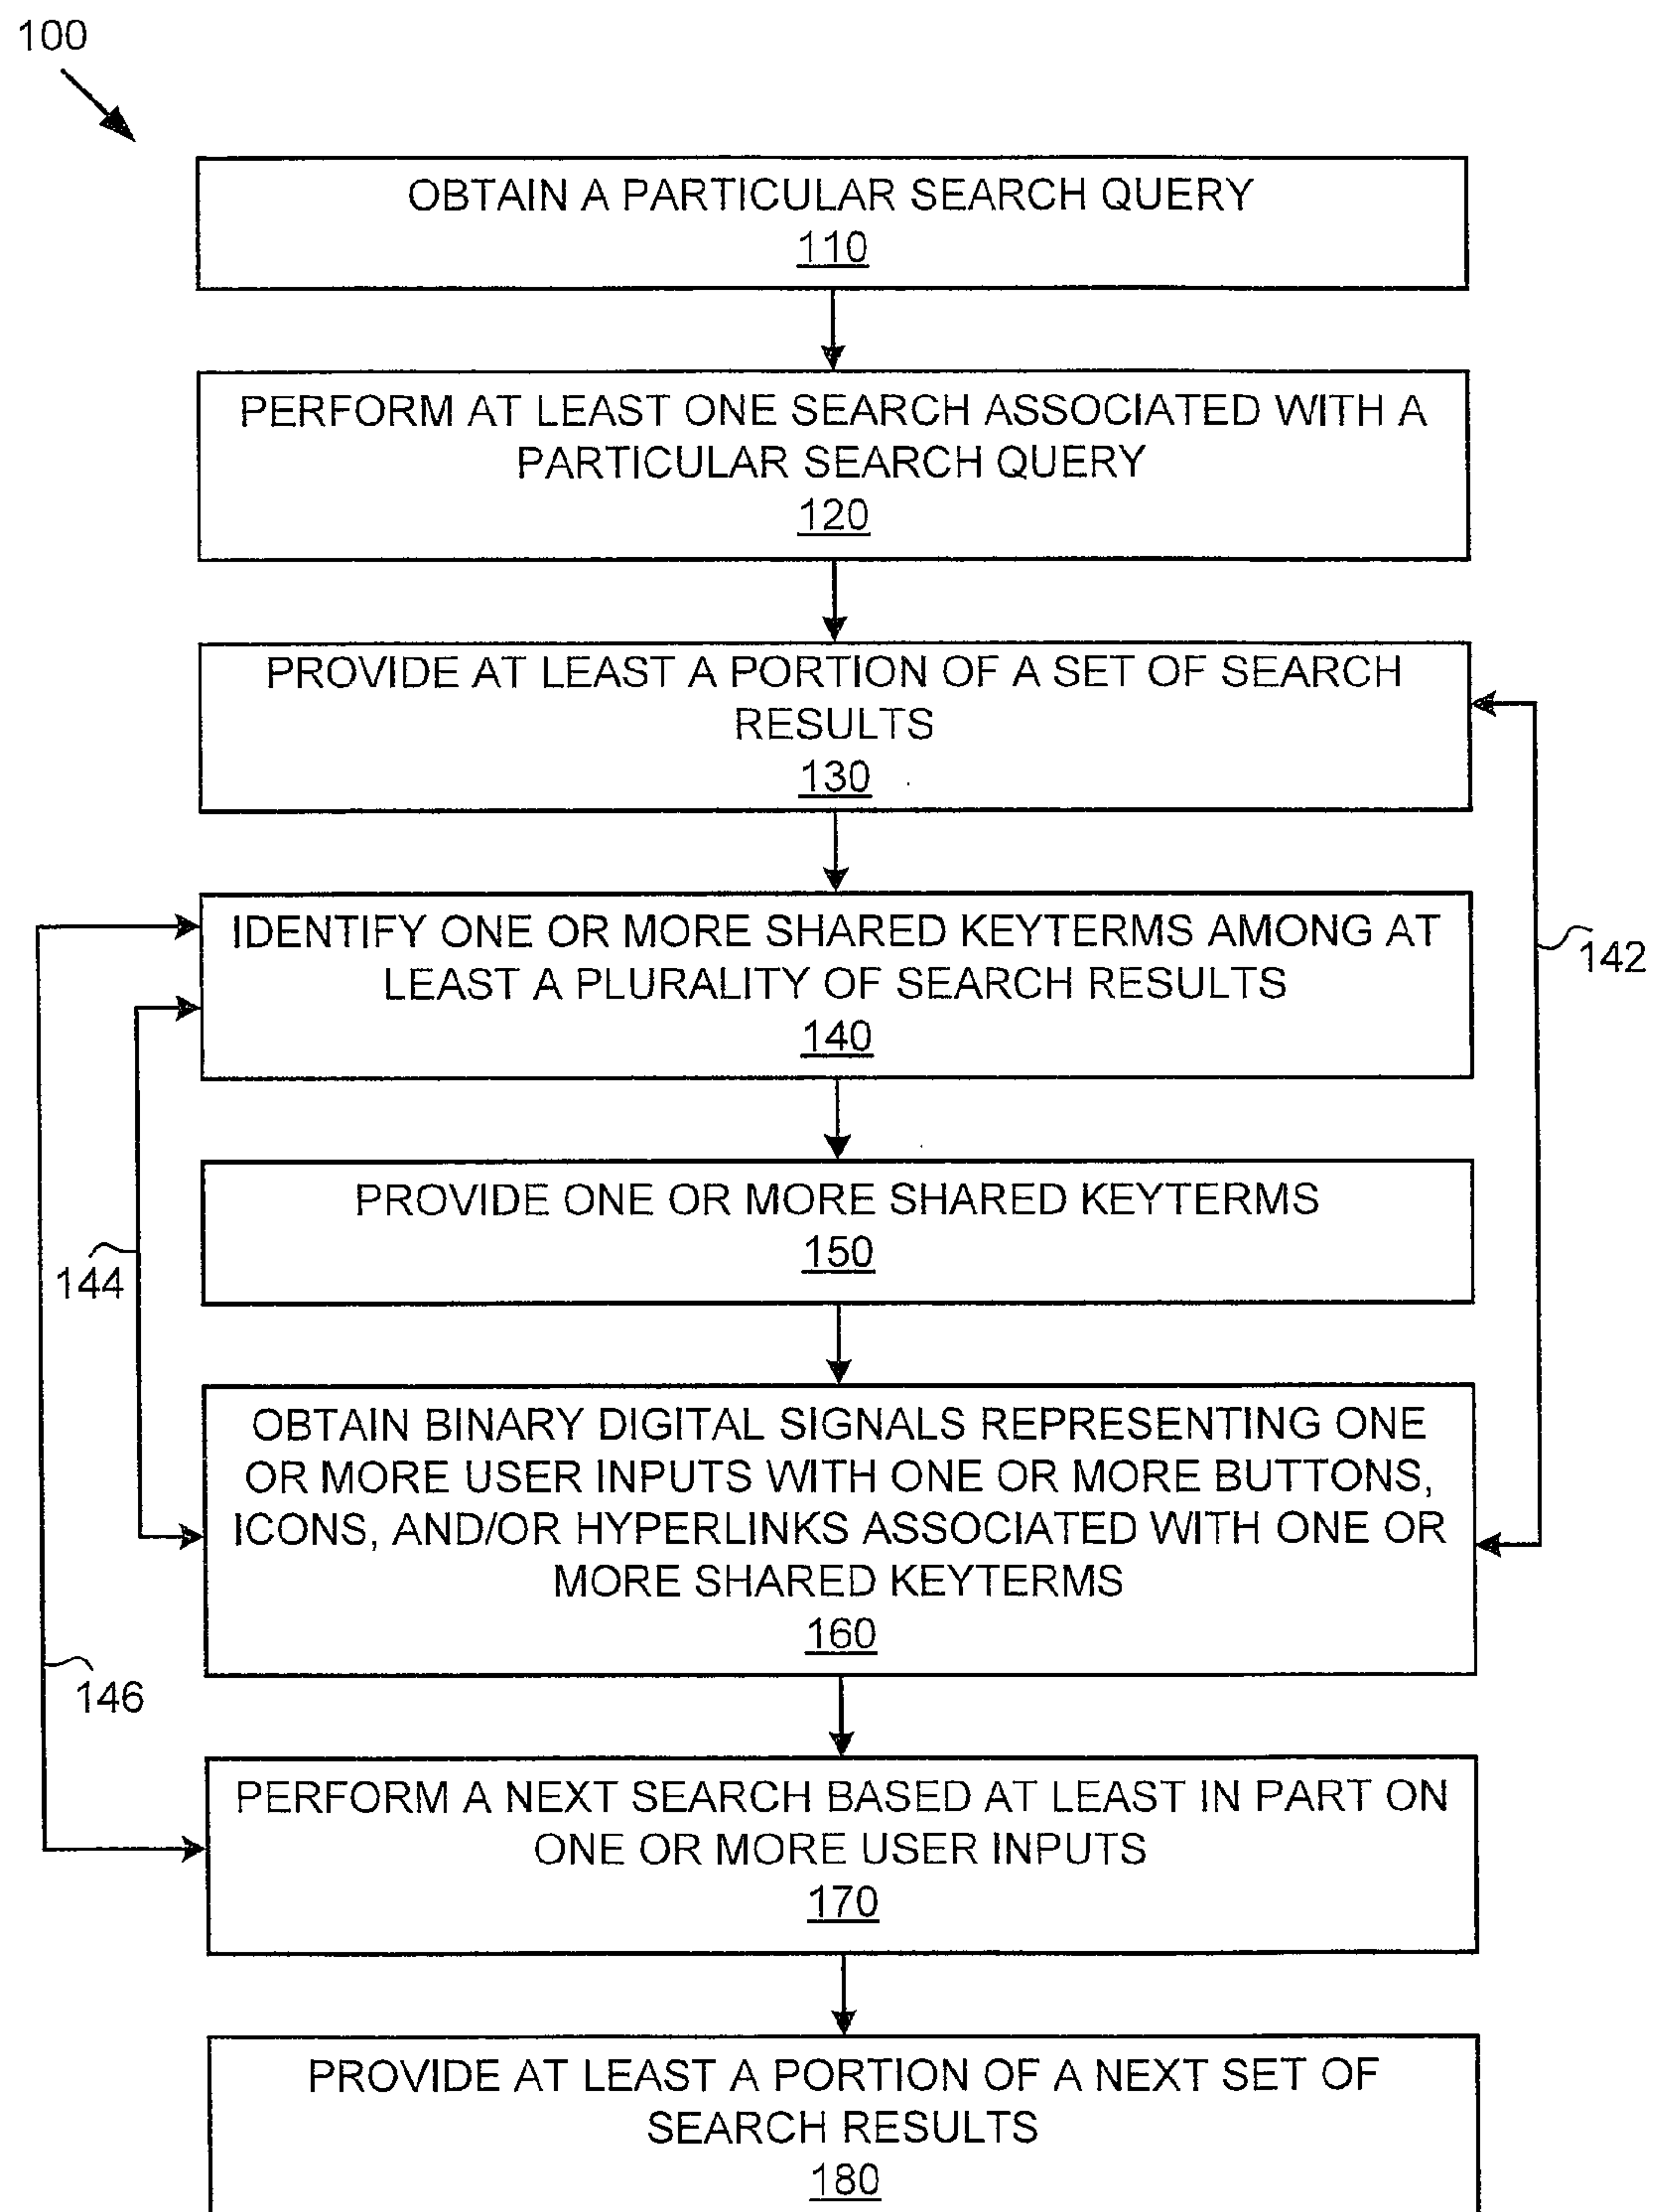 100
OBTAIN A PARTICULAR SEARCH QUERY
110
PERFORM AT LEAST ONE SEARCH ASSOCIATED WITH A
PARTICULAR SEARCH QUERY
120
PROVIDE AT LEAST A PORTION OF A SET OF SEARCH
RESULTS
130
IDENTIFY ONE OR MORE SHARED KEYTERMS AMONG AT
LEAST A PLURALITY OF SEARCH RESULTS
140
142
PROVIDE ONE OR MORE SHARED KEYTERMS
150
144
OBTAIN BINARY DIGITAL SIGNALS REPRESENTING ONE
OR MORE USER INPUTS WITH ONE OR MORE BUTTONS,
ICONS, AND/OR HYPERLINKS ASSOCIATED WITH ONE OR
MORE SHARED KEYTERMS
160
146
PERFORM A NEXT SEARCH BASED AT LEAST IN PART ON
ONE OR MORE USER INPUTS
170
PROVIDE AT LEAST A PORTION OF A NEXT SET OF
SEARCH RESULTS
180